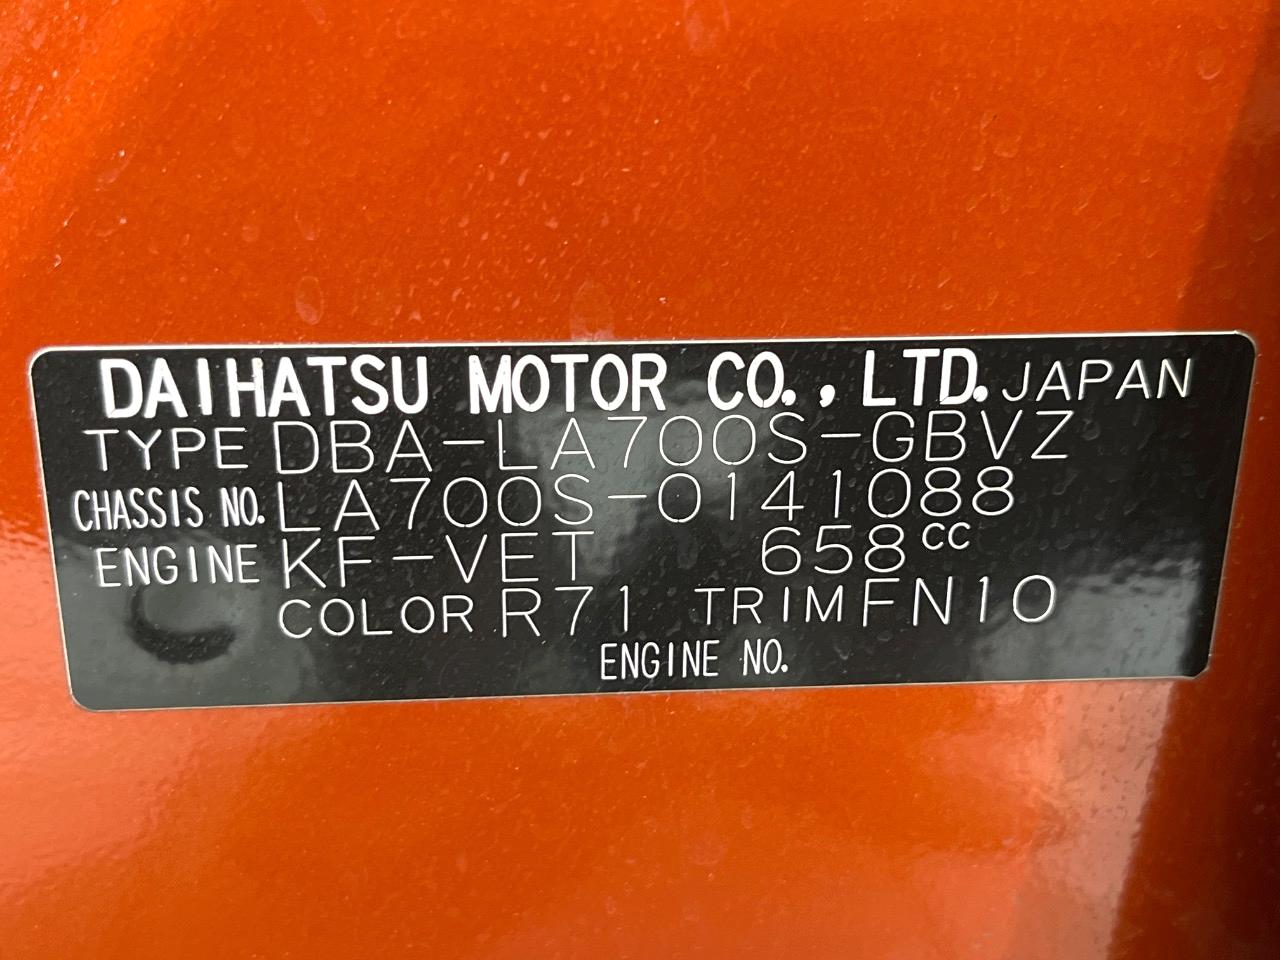 DAIHATSU MOTOR CO., LTD. JAPAN
TYPE DBA-LA700S-GBVZ
CHASSIS NO. LA700S-0141088
ENGINE KF-VET 658cc
COLOR R71 TRIM FN10
ENGINE NO.